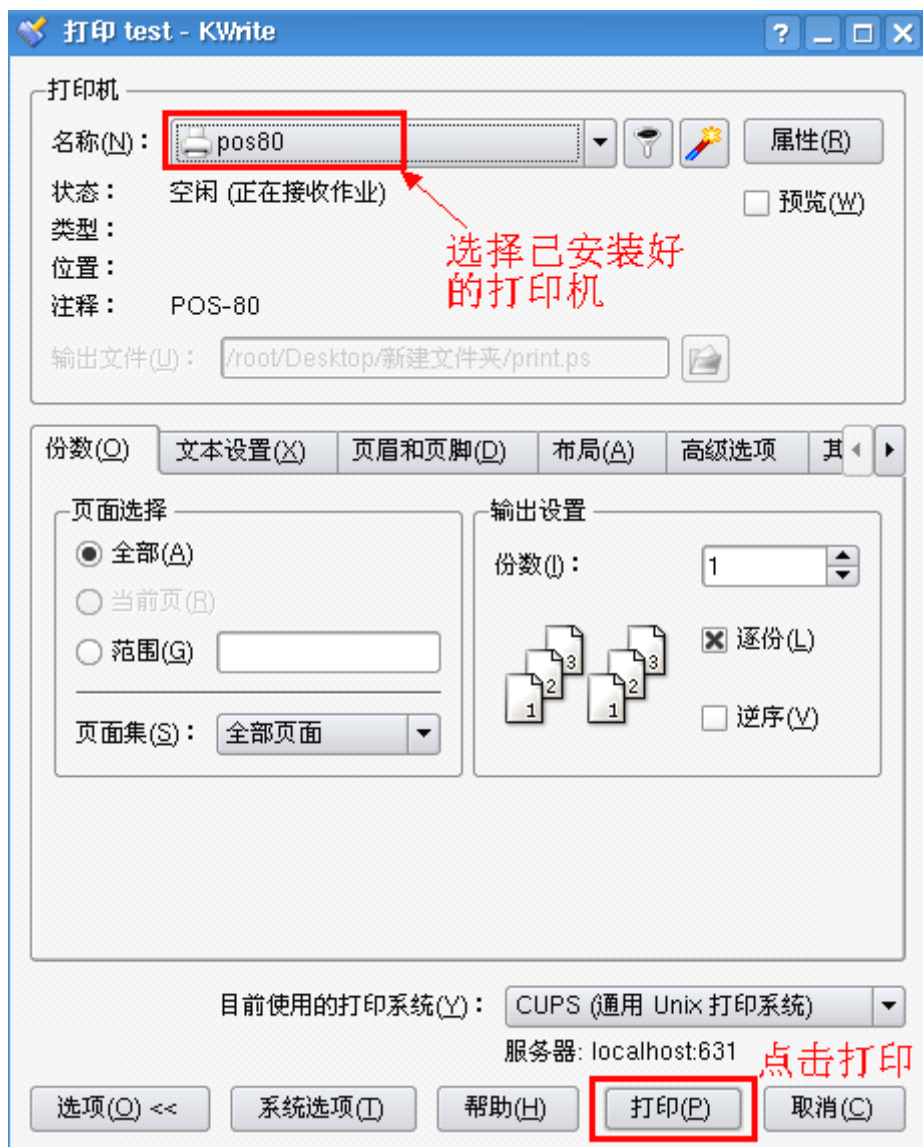 打印 test - KWrite
打印机
名称(N)： pos80 属性(R)
状态： 空闲 (正在接收作业) 预览(W)
类型：
选择已安装好
的打印机
位置：
注释： POS-80
输出文件(U)： /root/Desktop/新建文件夹/print.ps
份数(O) 文本设置(X) 页眉和页脚(D) 布局(A) 高级选项 其
页面选择
全部(A)
当前页(R)
范围(G)
页面集(S)： 全部页面
输出设置
份数(I)： 1
逐份(L)
1 2 3 1 2 3
逆序(V)
目前使用的打印系统(Y)： CUPS (通用 Unix 打印系统)
服务器: localhost:631
点击打印
选项(O) << 系统选项(T) 帮助(H) 打印(P) 取消(C)